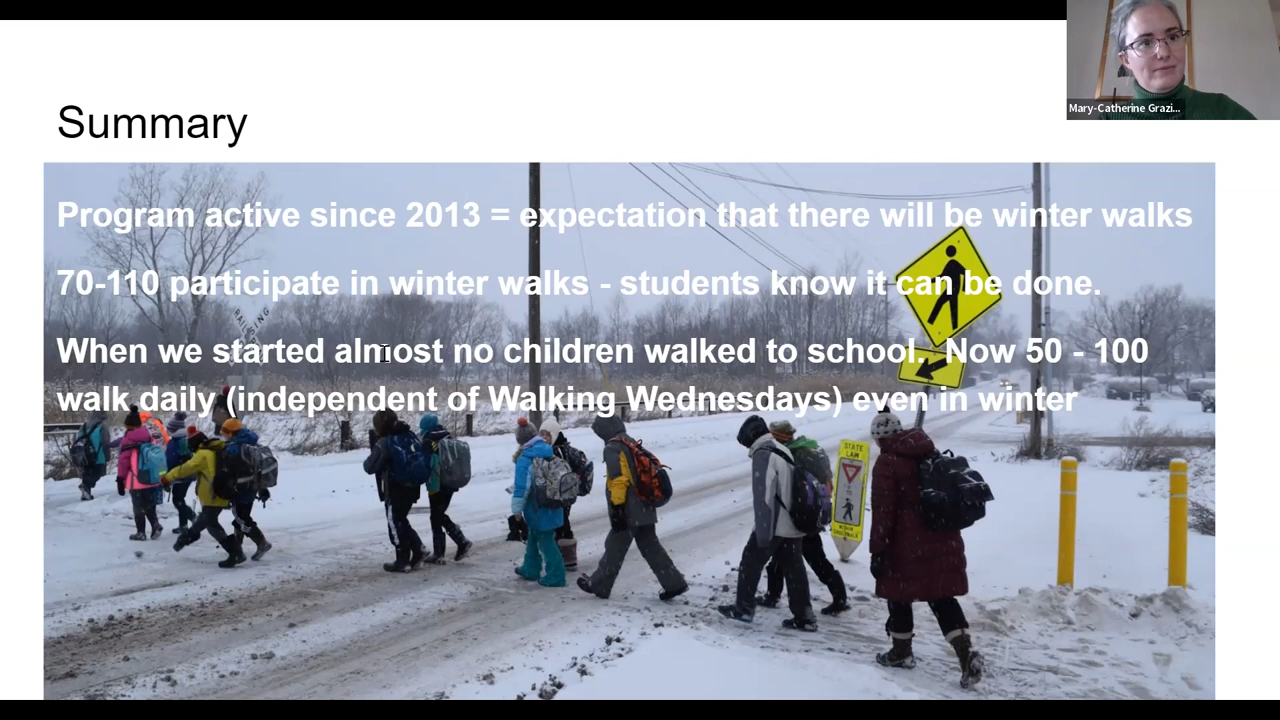 Mary-Catherine Grazi...
Summary
Program active since 2013 = expectation that there will be winter walks
70-110 participate in winter walks - students know it can be done.
When we started almost no children walked to school. Now 50 - 100
walk daily (independent of Walking Wednesdays) even in winter
STATE
LAW